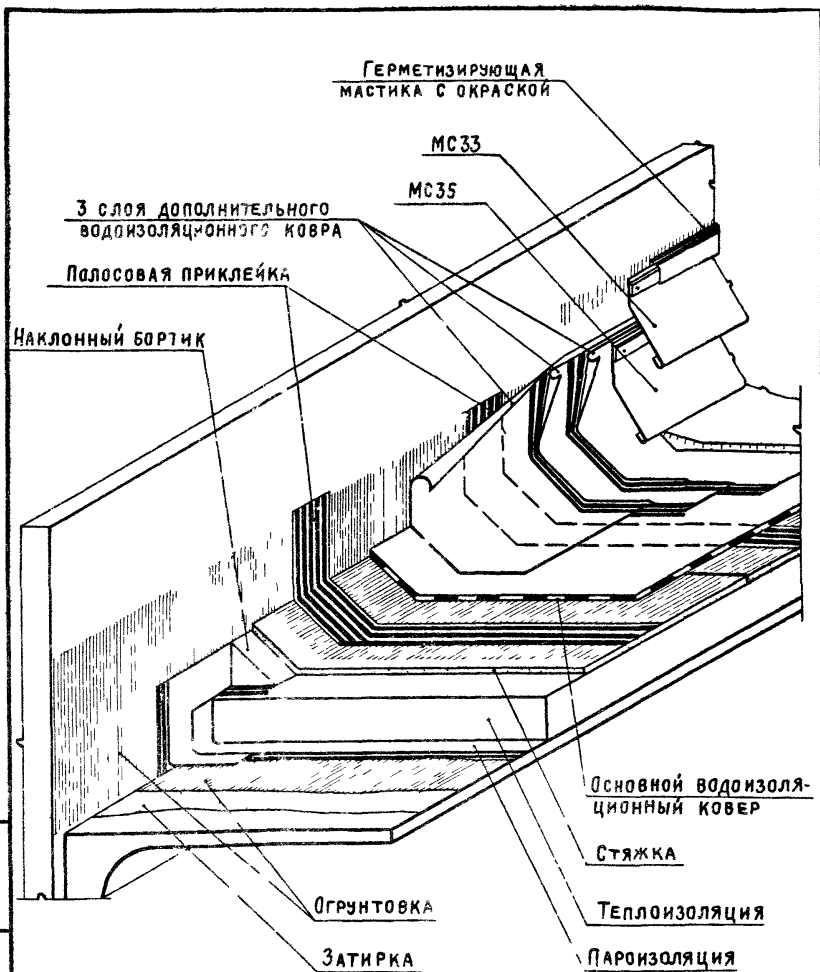 Герметизирующая
мастика с окраской
МС33
МС35
3 слоя дополнительного
водоизоляционного ковра
Полосовая приклейка
Наклонный бортик
Основной водоизоля-
ционный ковер
Стяжка
Огрунтовка
Теплоизоляция
Затирка
Пароизоляция